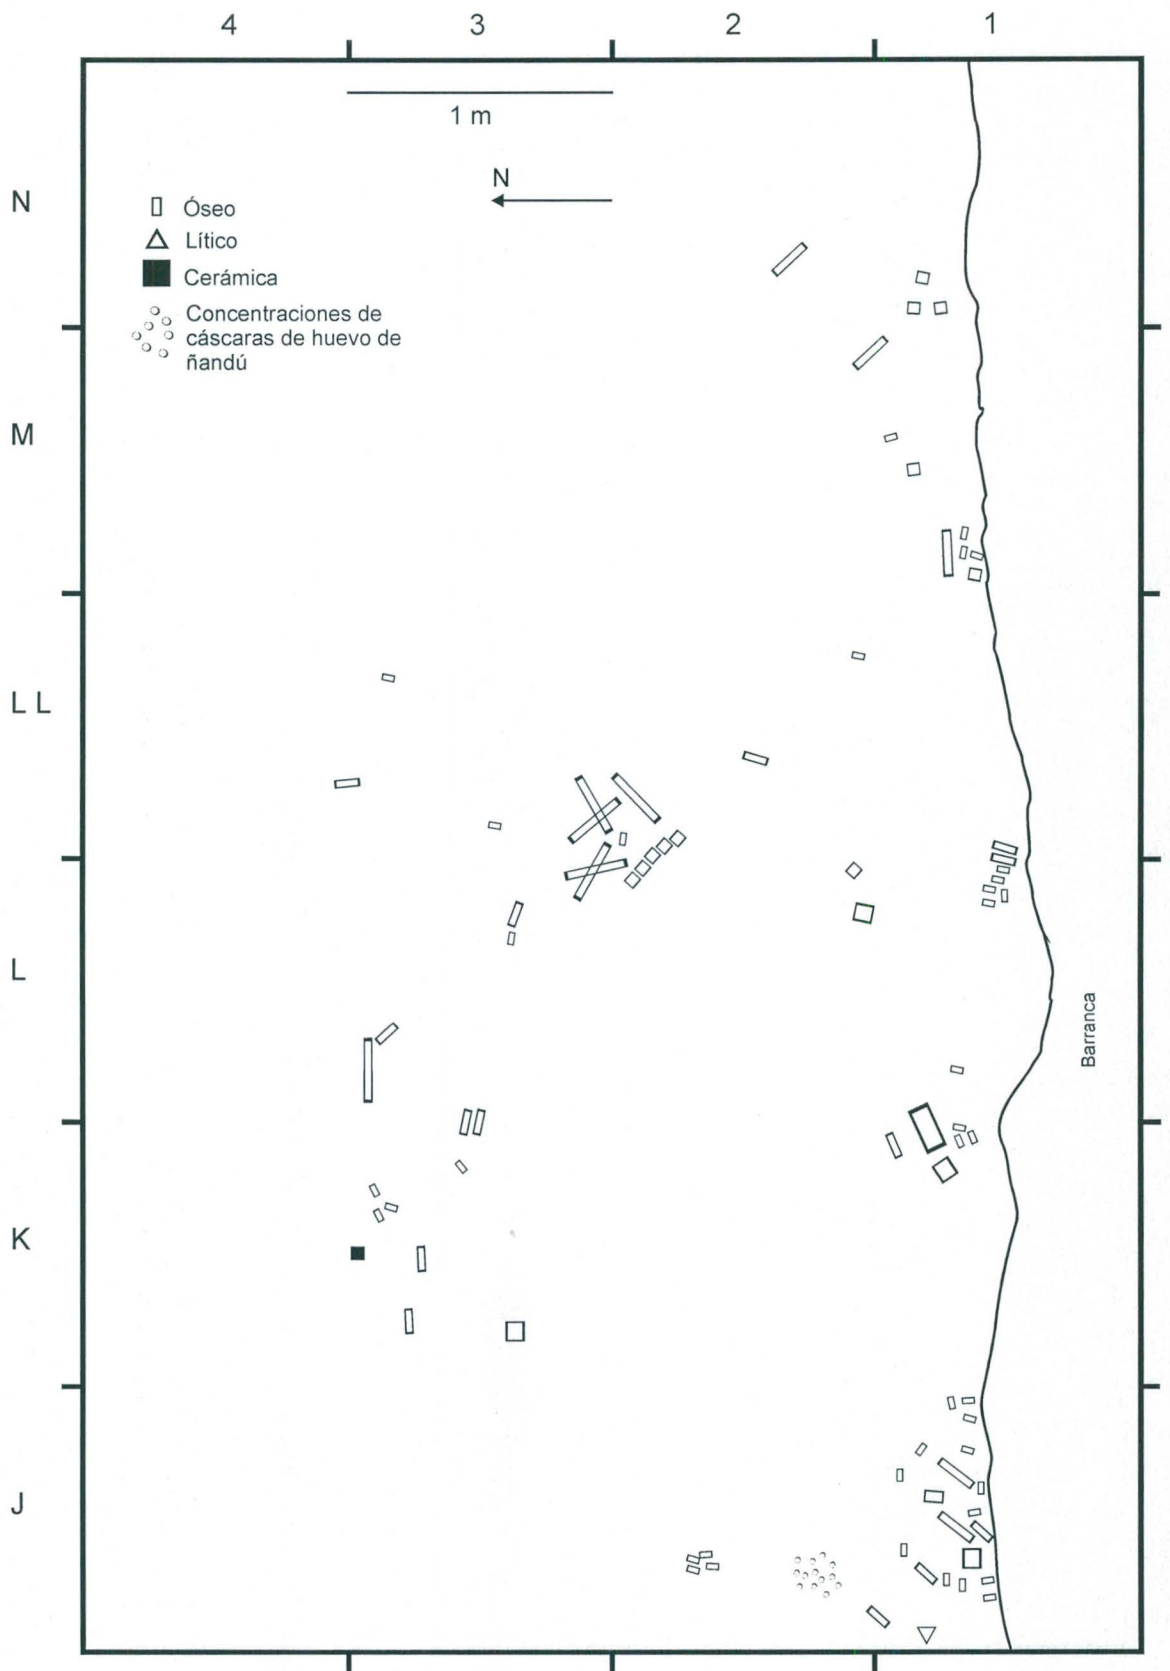 4 3 2 1
1 m
N
N
Óseo
Lítico
Cerámica
Concentraciones de
cáscaras de huevo de
ñandú
M
L L
L
Barranca
K
J